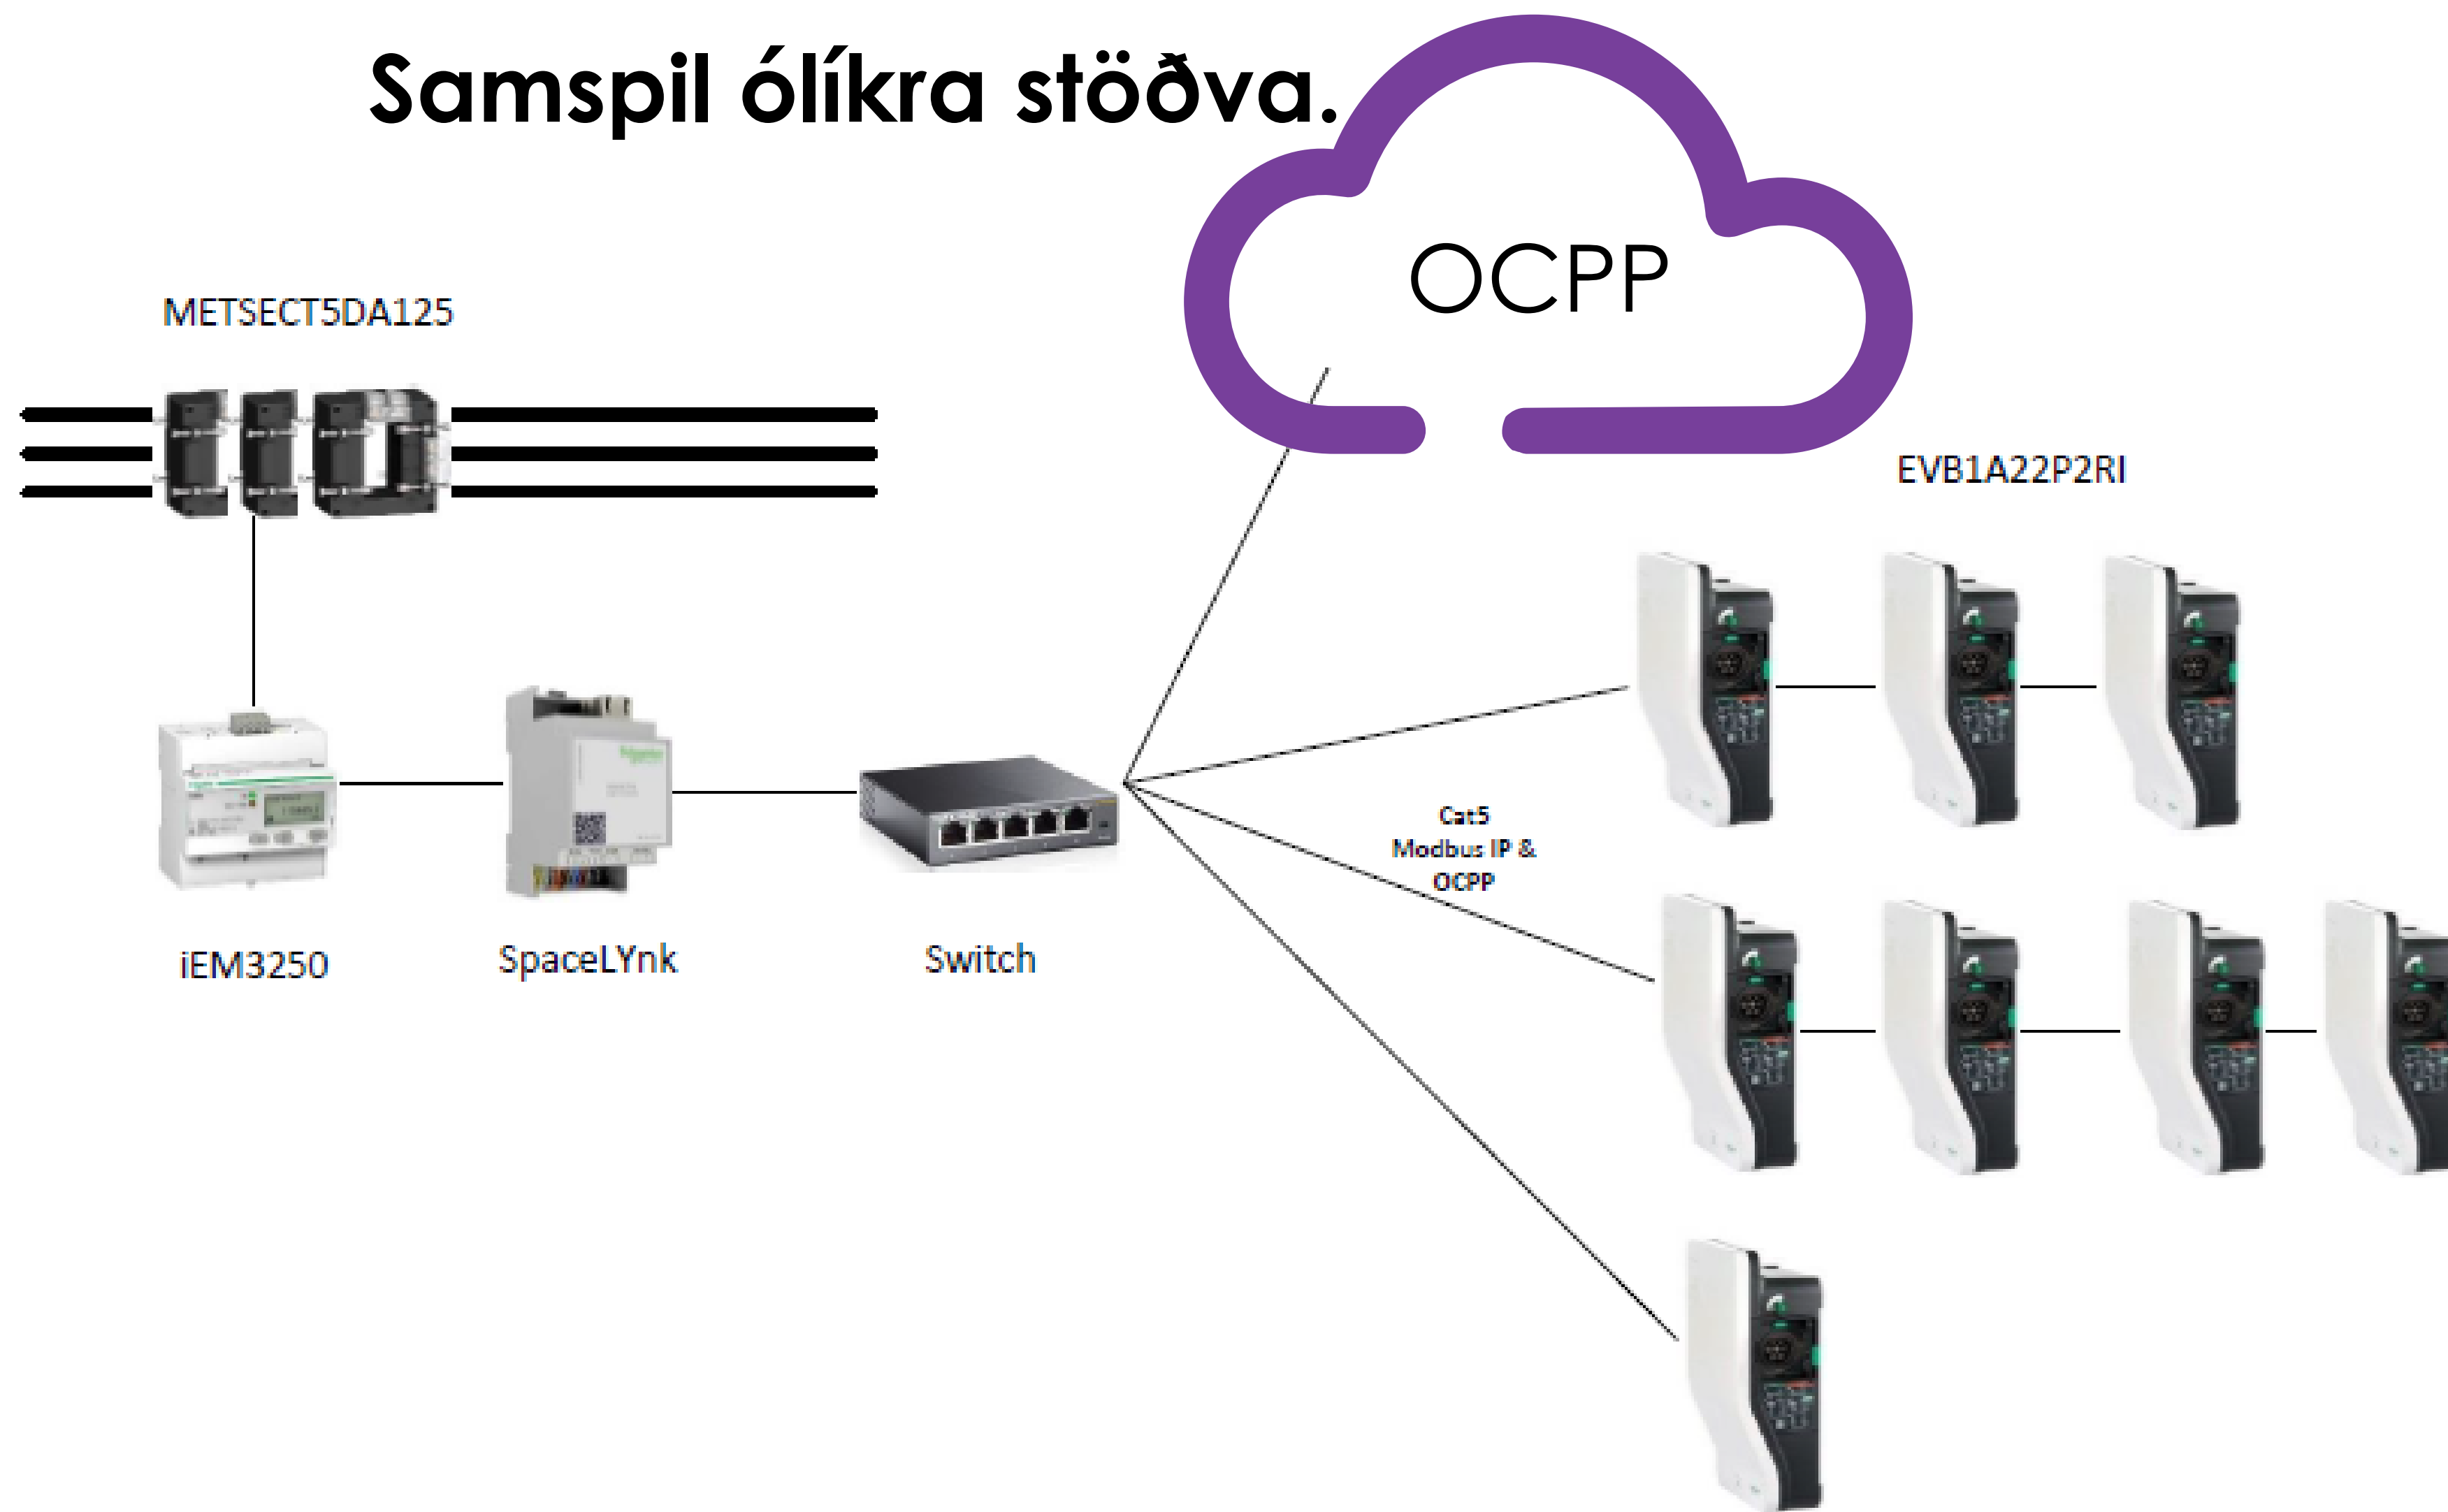 Samspil ólíkra stöðva.
OCPP
METSECT5DA125
EVB1A22P2RI
Cat5
Modbus IP &
OCPP
iEM3250
SpaceLYnk
Switch